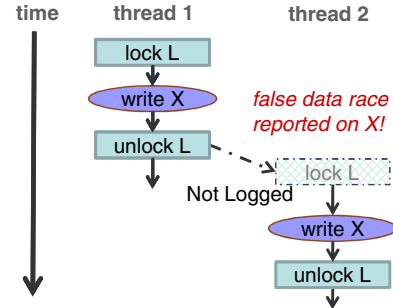 time
thread 1
thread 2
lock L
write X
false data race
reported on X!
unlock L
lock L
Not Logged
write X
unlock L